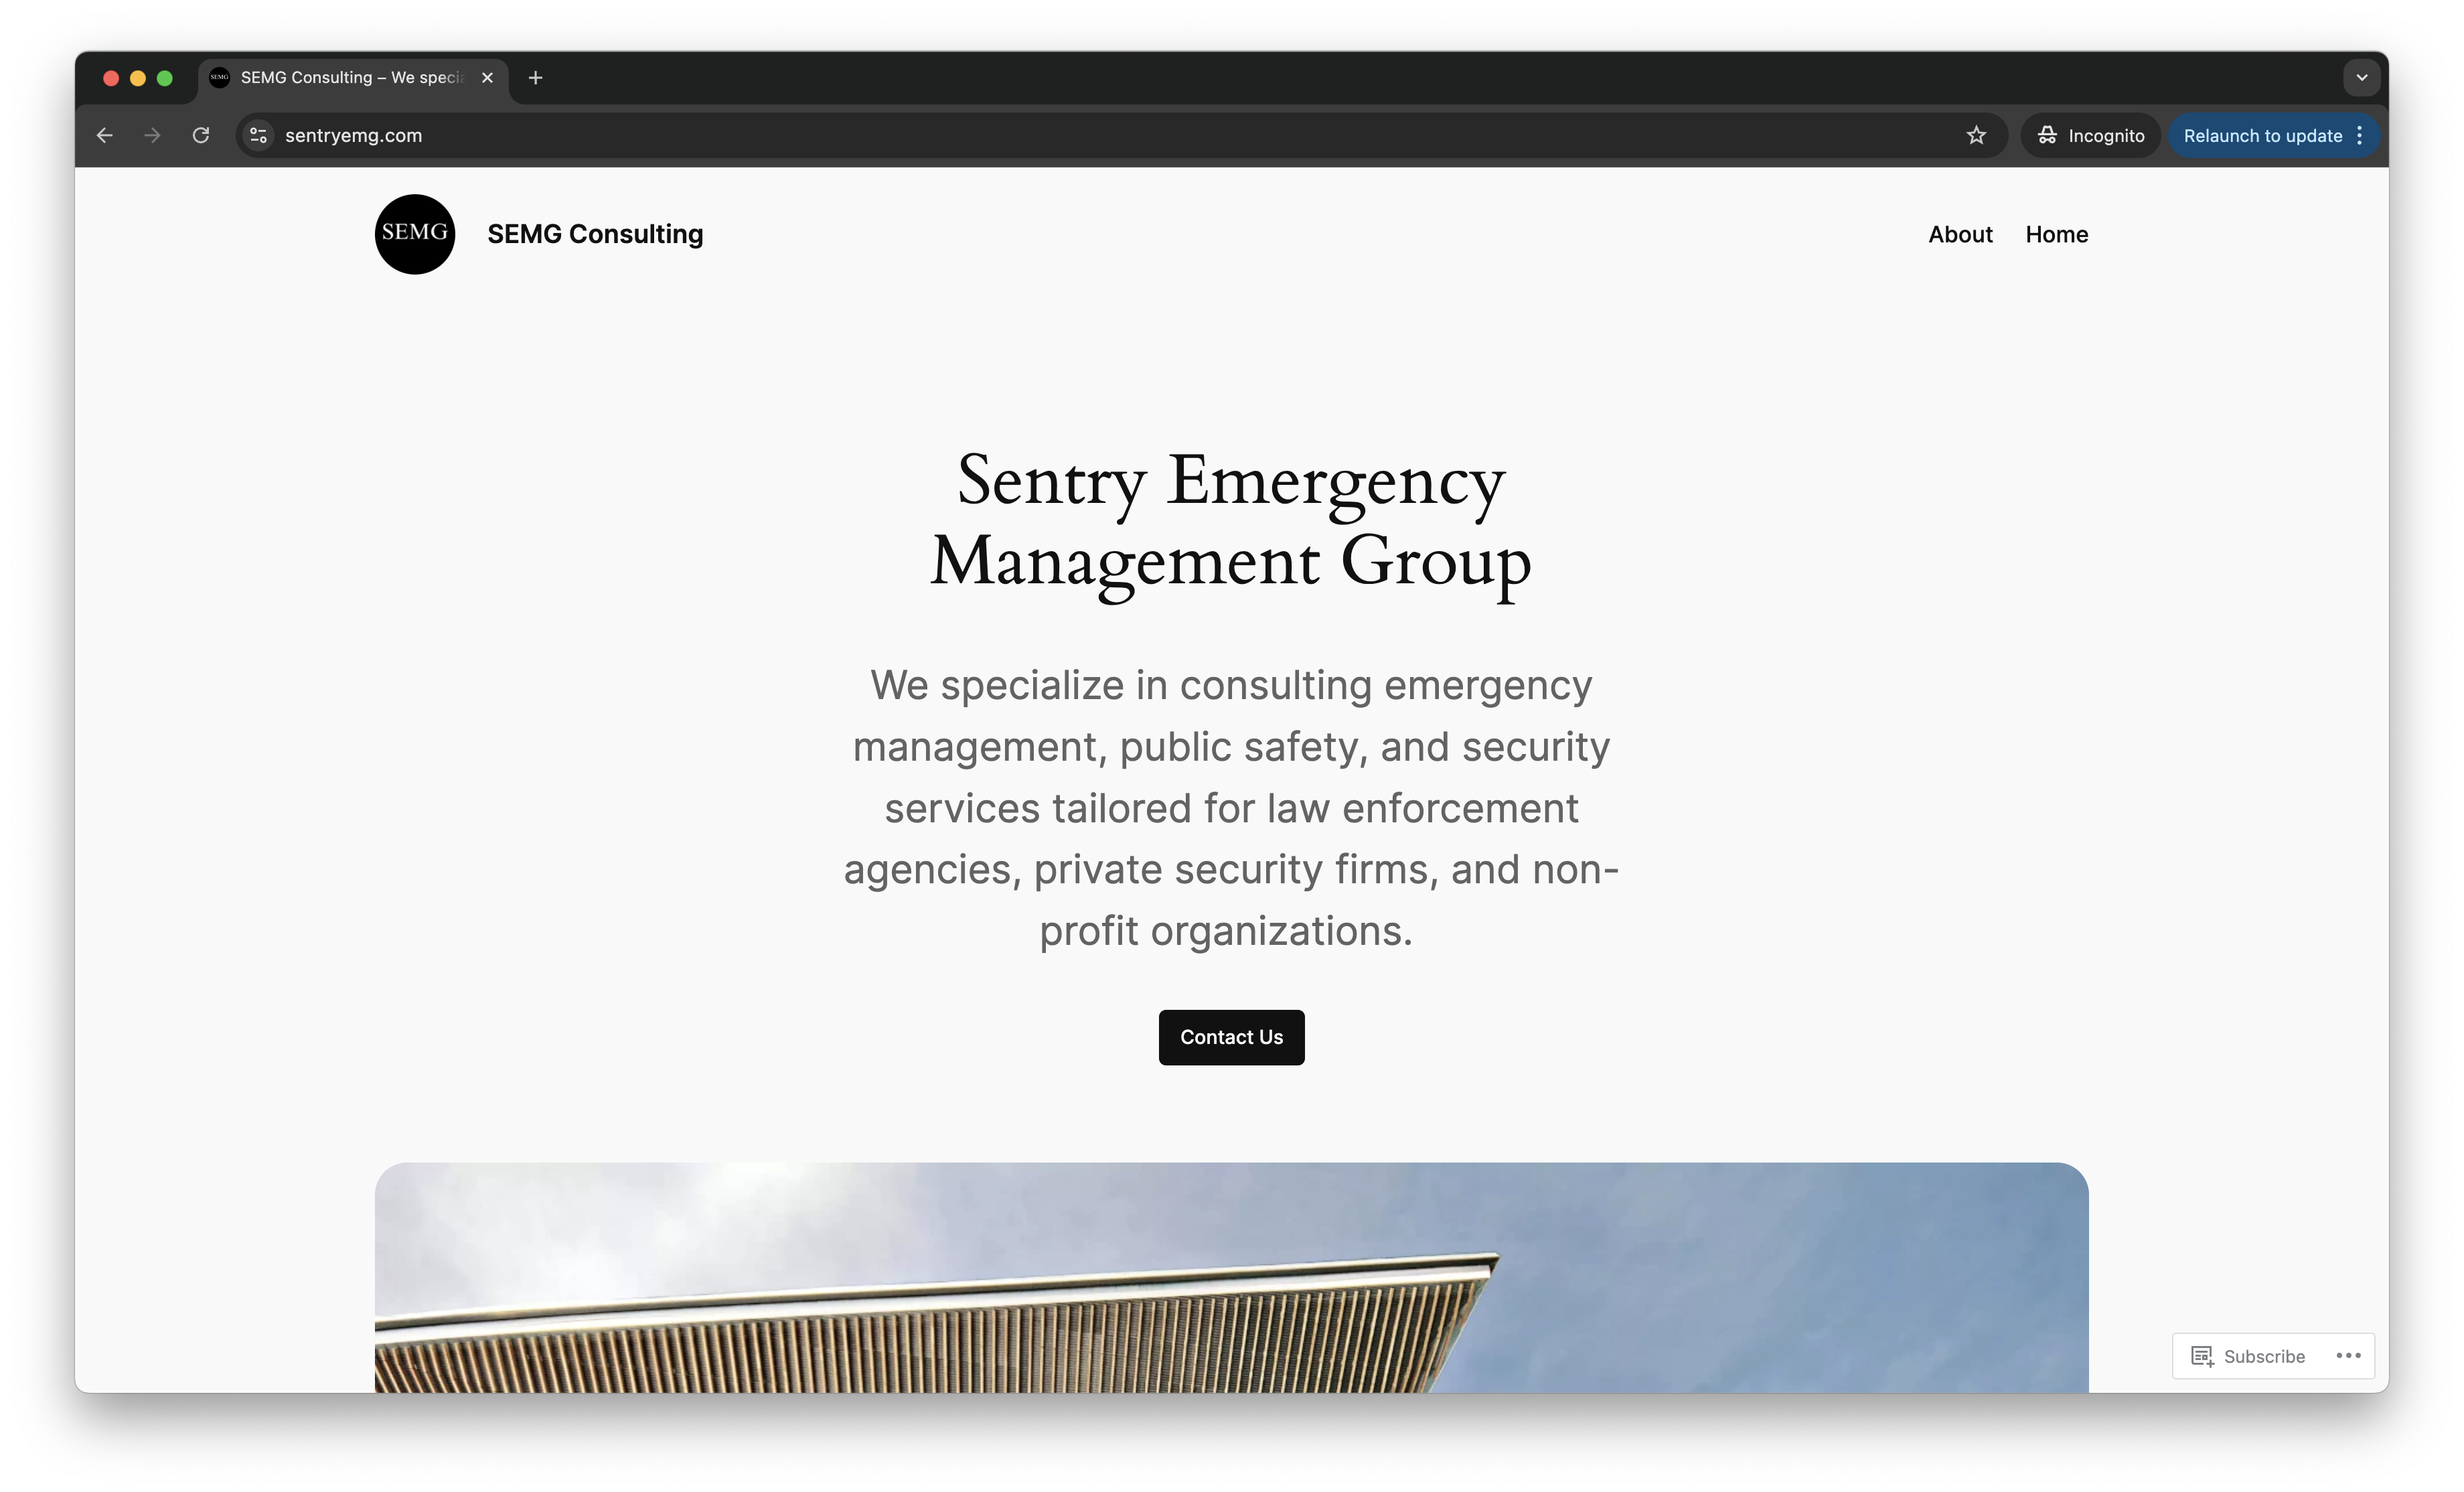 SEMG
SEMG Consulting – We speci
sentryemg.com
Incognito
Relaunch to update
SEMG
SEMG Consulting
About
Home
Sentry Emergency
Management Group
We specialize in consulting emergency
management, public safety, and security
services tailored for law enforcement
agencies, private security firms, and non-
profit organizations.
Contact Us
Subscribe